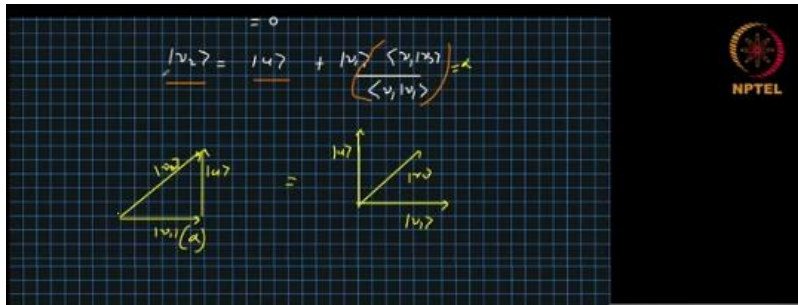 = 0
|v₂> = |u> + |v₁> (<v₁|v₂> / <v₁|v₁>) = α
NPTEL
|v₂> |u> = |u> |v₂>
|v₁> (α) |v₁>